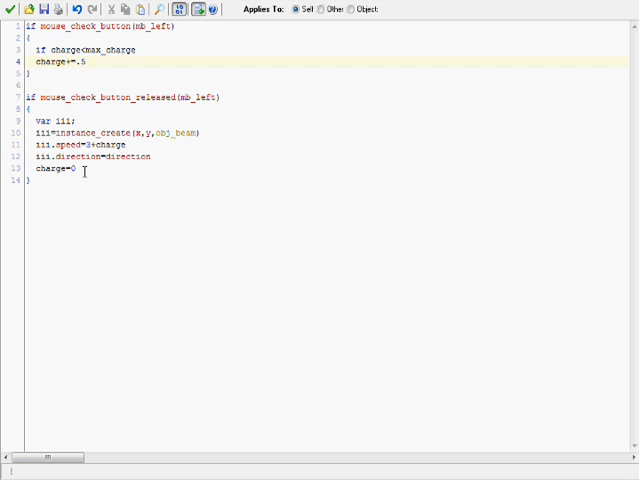 Applies To: Self Other Object:
1 if mouse_check_button(mb_left)
2 {
3 if charge<max_charge
4 charge+=.5
5 }
6
7 if mouse_check_button_released(mb_left)
8 {
9 var iii;
10 iii=instance_create(x,y,obj_beam)
11 iii.speed=3+charge
12 iii.direction=direction
13 charge=0
14 }